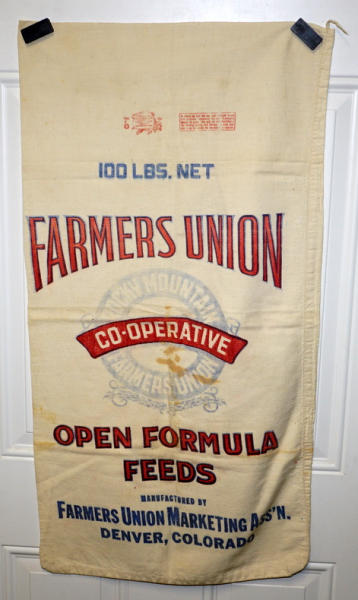 100 LBS. NET
FARMERS UNION
ROCKY MOUNTAIN
CO-OPERATIVE
FARMERS UNION
OPEN FORMULA
FEEDS
MANUFACTURED BY
FARMERS UNION MARKETING ASS'N.
DENVER, COLORADO